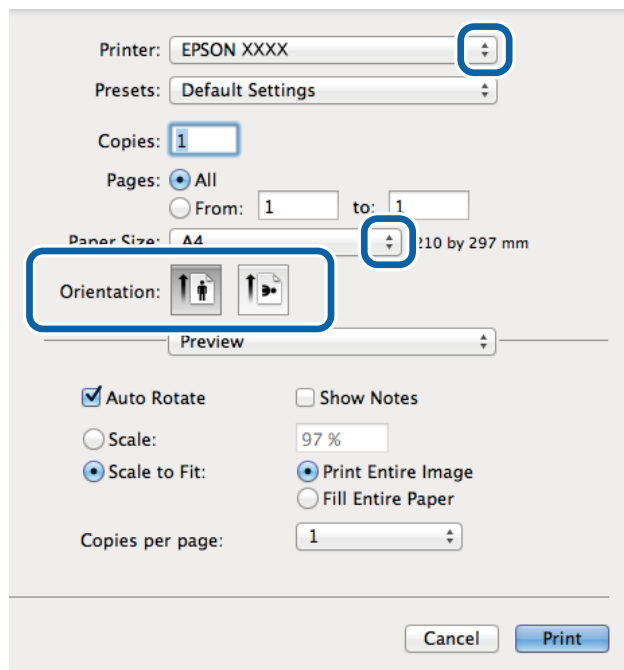 Printer: EPSON XXXX
Presets: Default Settings
Copies: 1
Pages: All
From: 1 to: 1
Paper Size: A4 210 by 297 mm
Orientation:
Preview
Auto Rotate Show Notes
Scale: 97 %
Scale to Fit: Print Entire Image
Fill Entire Paper
Copies per page: 1
Cancel Print